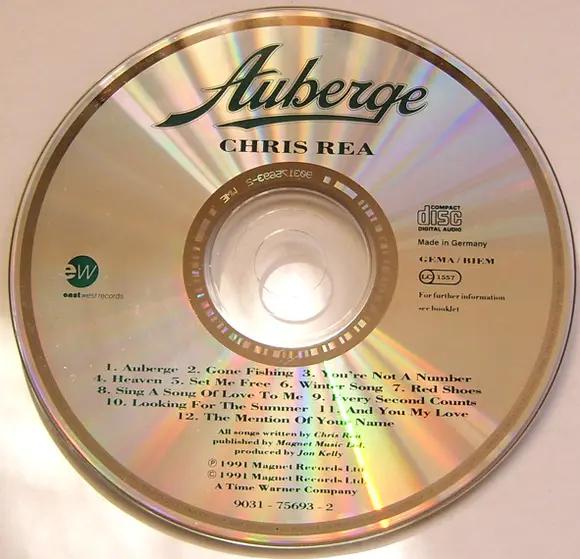 Auberge
CHRIS REA
903175693-2 WME
COMPACT
disc
DIGITAL AUDIO
Made in Germany
GEMA / BIEM
LC 1557
For further information
see booklet
ew
east west records
1. Auberge 2. Gone Fishing 3. You're Not A Number
4. Heaven 5. Set Me Free 6. Winter Song 7. Red Shoes
8. Sing A Song Of Love To Me 9. Every Second Counts
10. Looking For The Summer 11. And You My Love
12. The Mention Of Your Name
All songs written by Chris Rea
published by Magnet Music Ltd.
produced by Jon Kelly
℗ 1991 Magnet Records Ltd
© 1991 Magnet Records Ltd.
A Time Warner Company
9031 - 75693 - 2